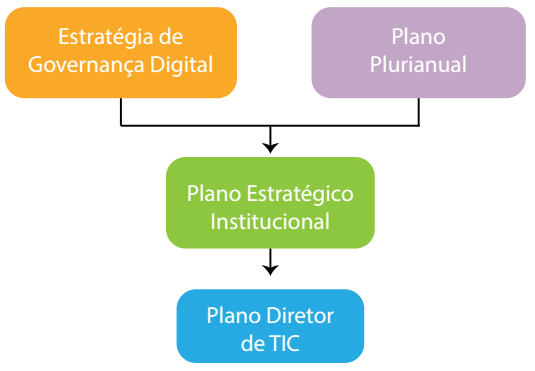 Estratégia de
Governança Digital
Plano
Plurianual
Plano Estratégico
Institucional
Plano Diretor
de TIC